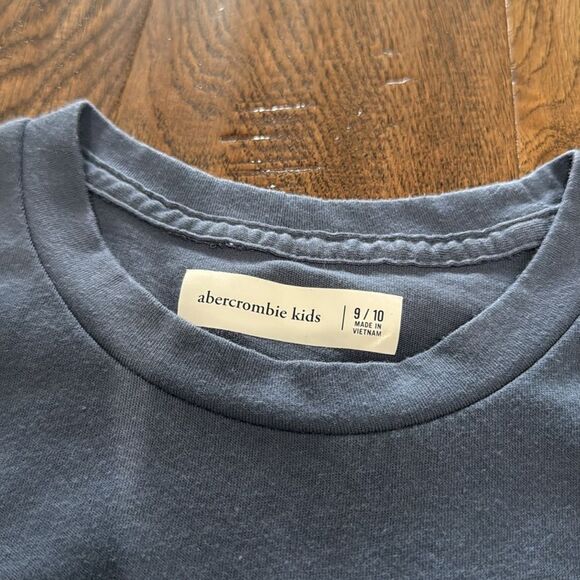 abercrombie kids
9 / 10
MADE IN
VIETNAM